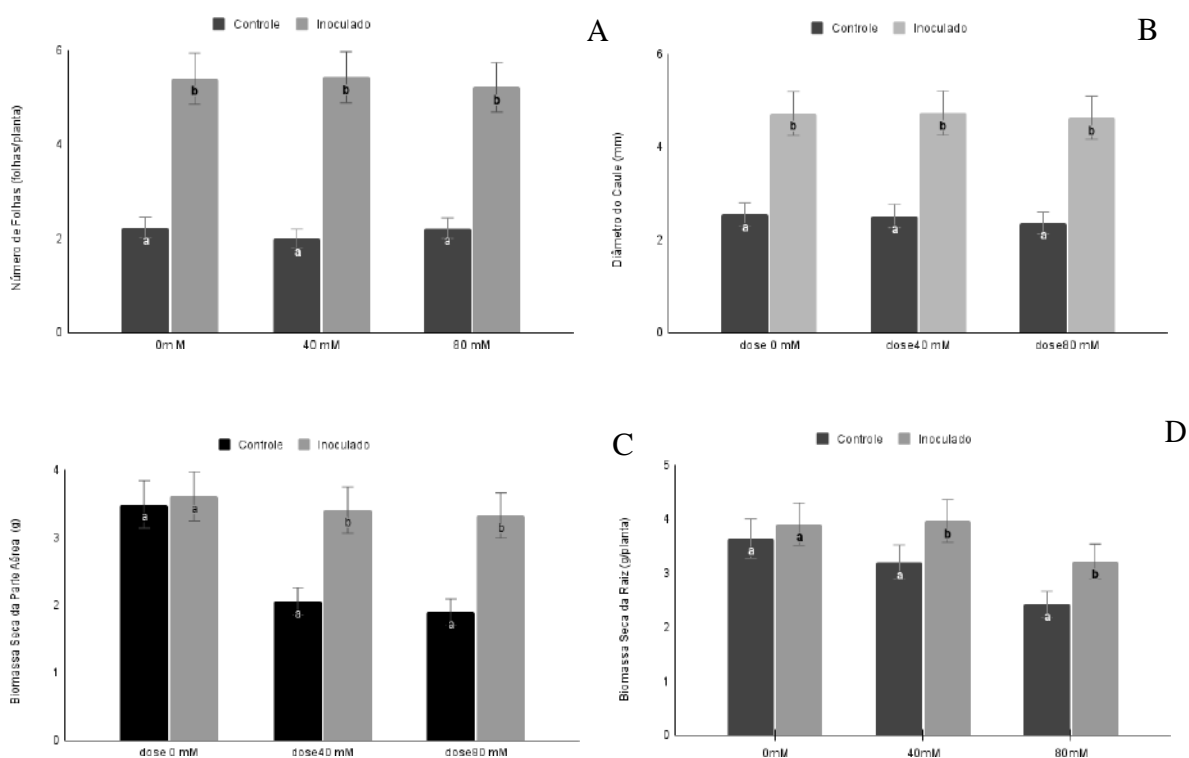 Controle Inoculado
A
Número de Folhas (folhas/planta)
6
4
2
0
b
b
b
a
a
a
0mM
40 mM
80 mM
Controle Inoculado
B
Diâmetro do Caule (mm)
6
4
2
0
b
b
b
a
a
a
dose 0 mM
dose40 mM
dose80 mM
Controle Inoculado
C
Biomassa Seca da Parte Aérea (g)
4
3
2
1
0
a
a
a
b
a
b
dose 0 mM
dose40 mM
dose80 mM
Controle Inoculado
D
Biomassa Seca da Raiz (g/planta)
5
4
3
2
1
0
a
a
a
b
a
b
0mM
40mM
80mM